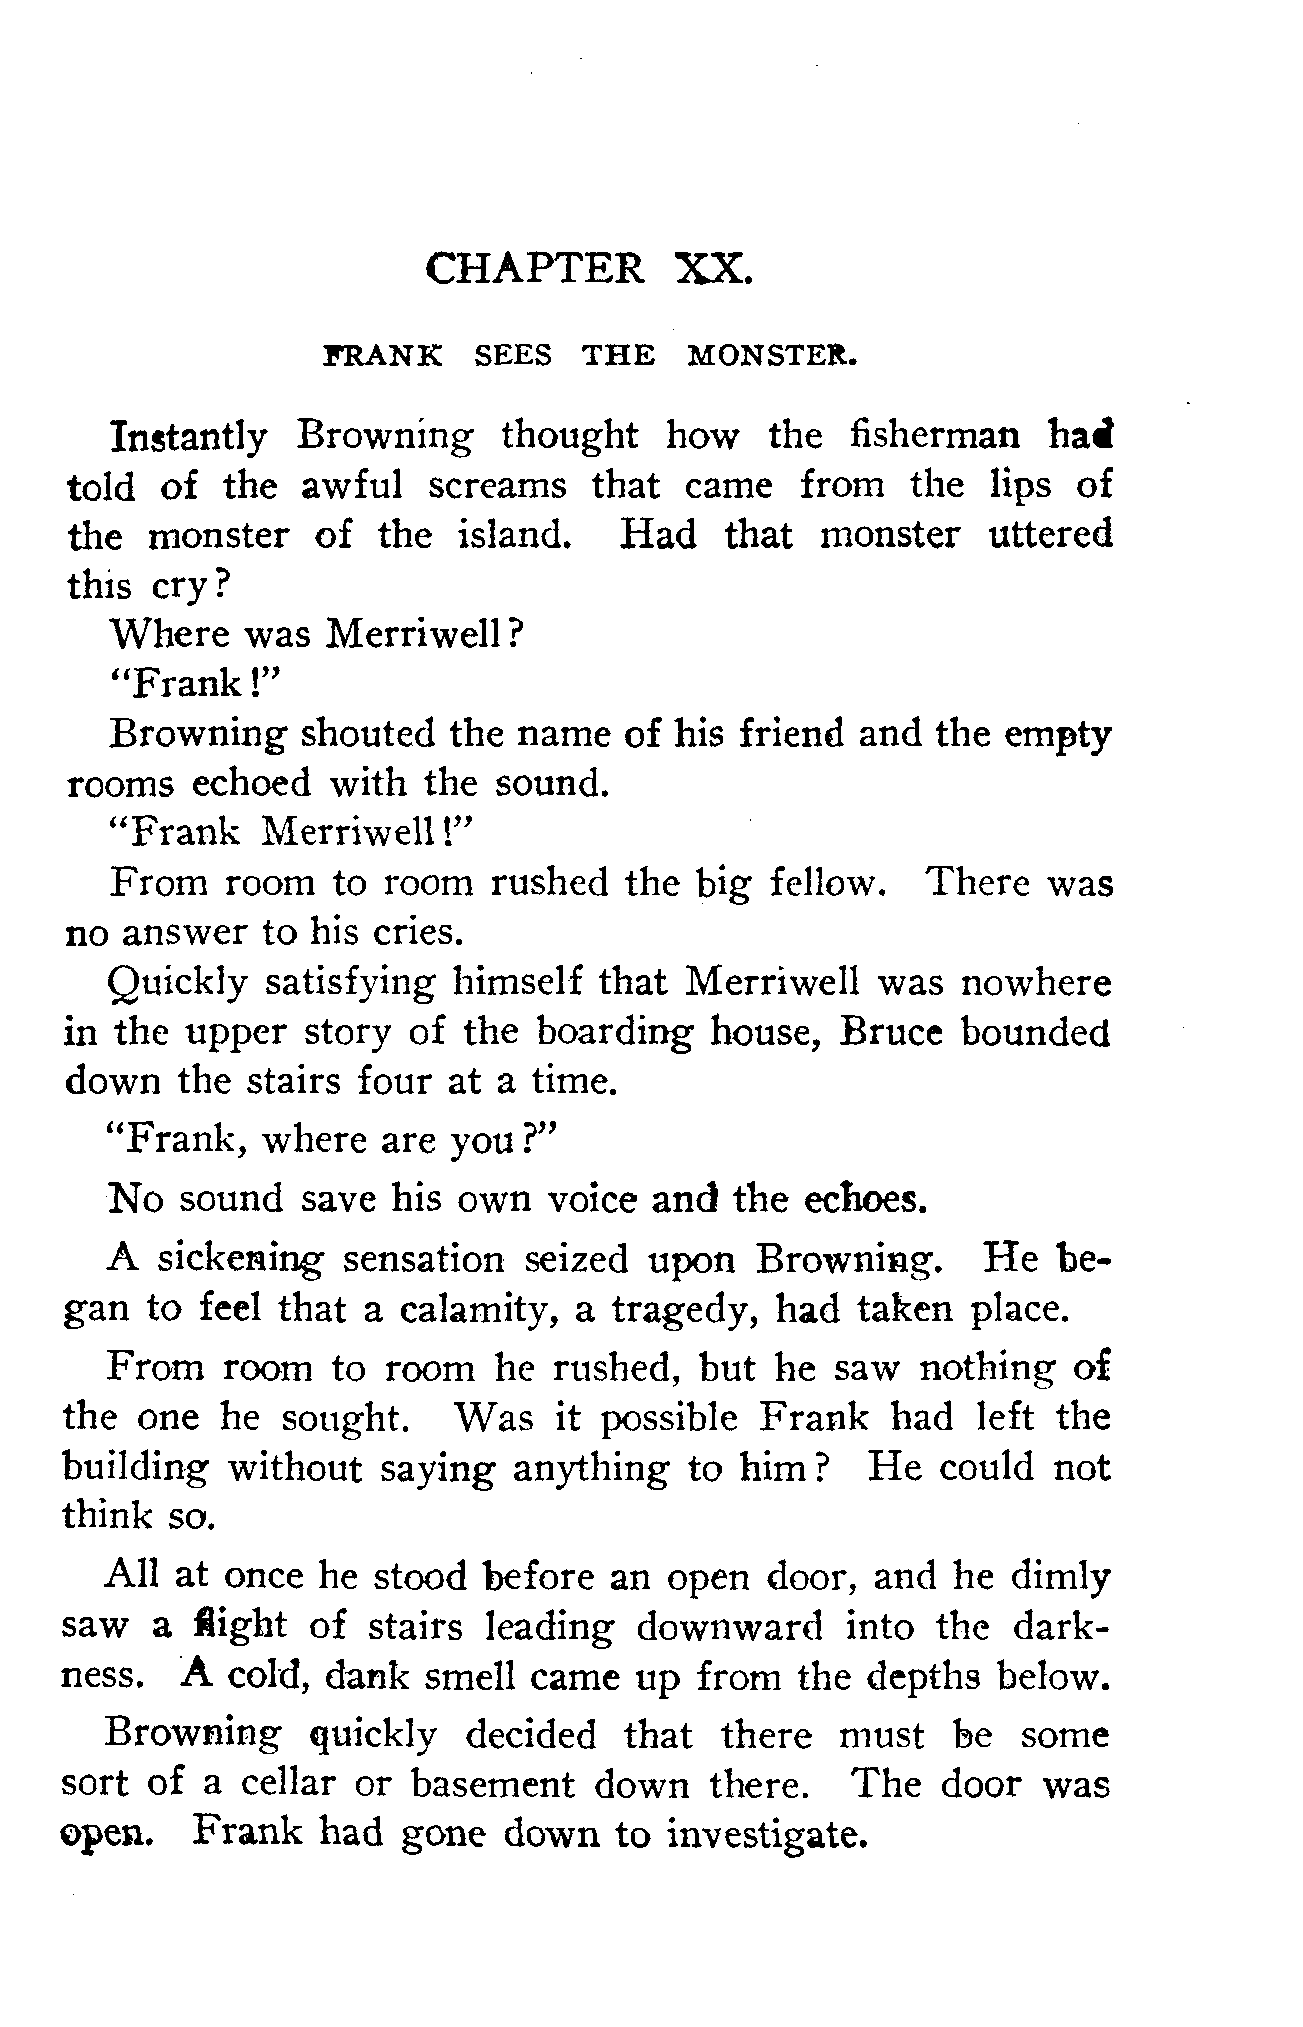 CHAPTER XX.
FRANK SEES THE MONSTER.
Instantly Browning thought how the fisherman had
told of the awful screams that came from the lips of
the monster of the island. Had that monster uttered
this cry?
Where was Merriwell?
"Frank!"
Browning shouted the name of his friend and the empty
rooms echoed with the sound.
"Frank Merriwell!"
From room to room rushed the big fellow. There was
no answer to his cries.
Quickly satisfying himself that Merriwell was nowhere
in the upper story of the boarding house, Bruce bounded
down the stairs four at a time.
"Frank, where are you?"
No sound save his own voice and the echoes.
A sickening sensation seized upon Browning. He be-
gan to feel that a calamity, a tragedy, had taken place.
From room to room he rushed, but he saw nothing of
the one he sought. Was it possible Frank had left the
building without saying anything to him? He could not
think so.
All at once he stood before an open door, and he dimly
saw a flight of stairs leading downward into the dark-
ness. A cold, dank smell came up from the depths below.
Browning quickly decided that there must be some
sort of a cellar or basement down there. The door was
open. Frank had gone down to investigate.